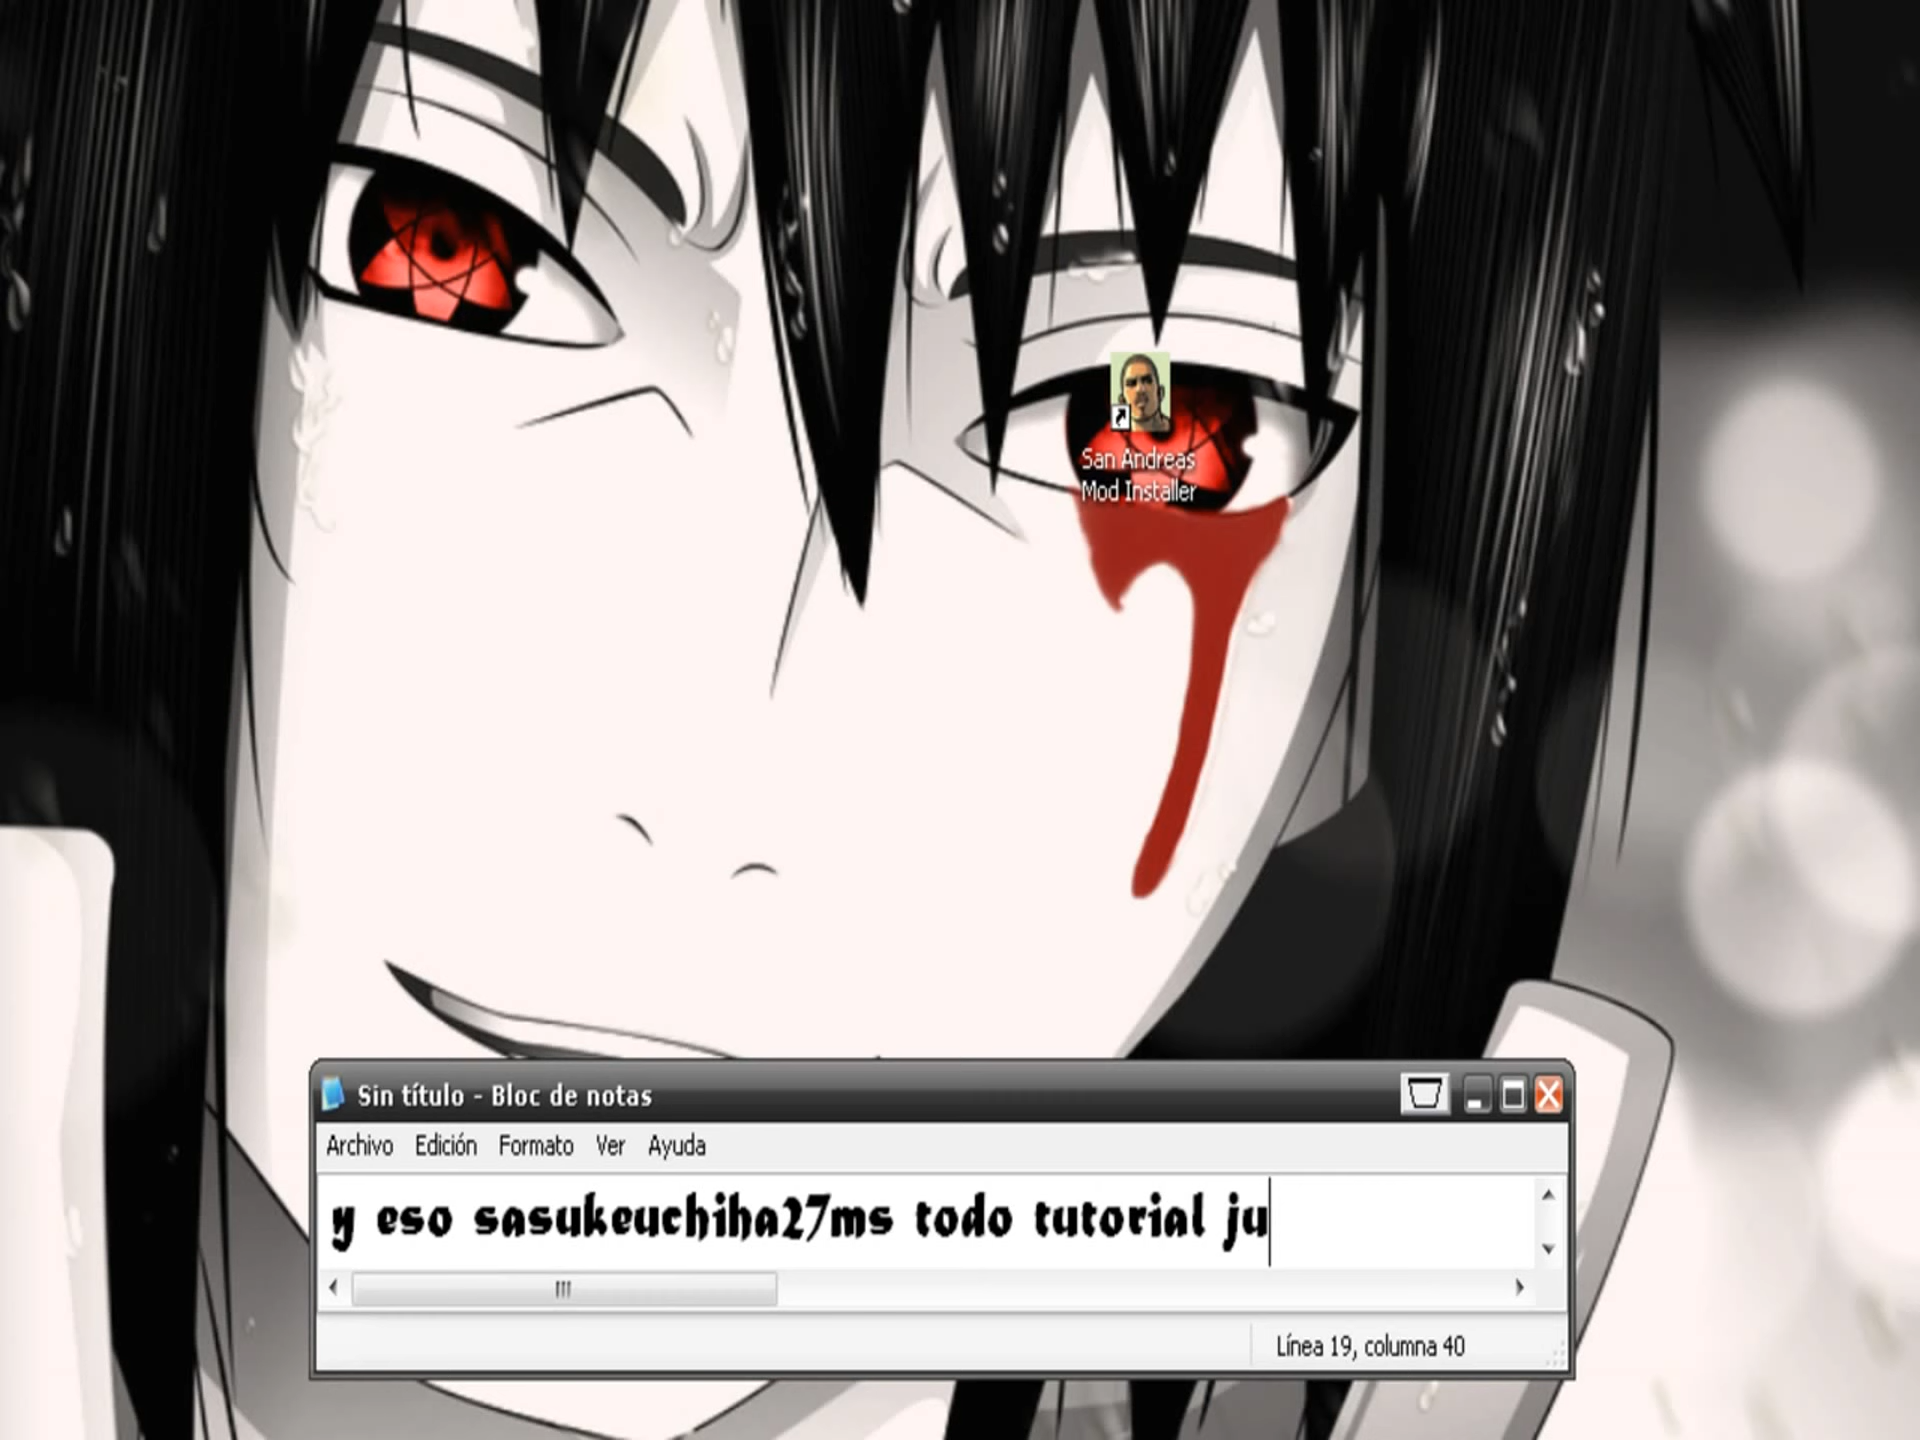 San Andreas
Mod Installer
Sin título - Bloc de notas
Archivo Edición Formato Ver Ayuda
y eso sasukeuchiha27ms todo tutorial ju
Línea 19, columna 40